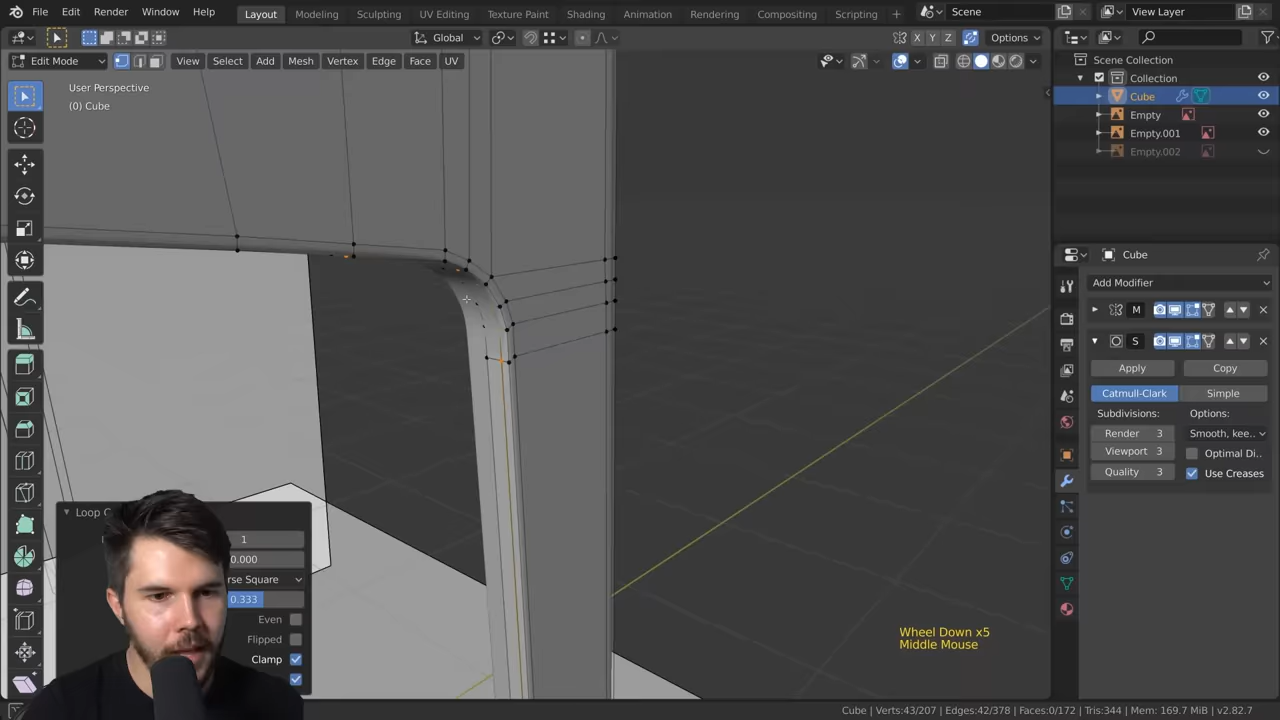 File Edit Render Window Help Layout Modeling Sculpting UV Editing Texture Paint Shading Animation Rendering Compositing Scripting + Scene View Layer
Global X Y Z Options
Edit Mode View Select Add Mesh Vertex Edge Face UV
User Perspective
(0) Cube
Scene Collection
Collection
Cube
Empty
Empty.001
Empty.002
Cube
Add Modifier
M
S
Apply Copy
Catmull-Clark Simple
Subdivisions: Options:
Render 3 Smooth, kee..
Viewport 3 Optimal Di..
Quality 3 Use Creases
Loop C
1
0.000
rse Square
0.333
Even
Flipped
Clamp
Wheel Down x5
Middle Mouse
Cube | Verts:43/207 | Edges:42/378 | Faces:0/172 | Tris:344 | Mem: 169.7 MiB | v2.82.7